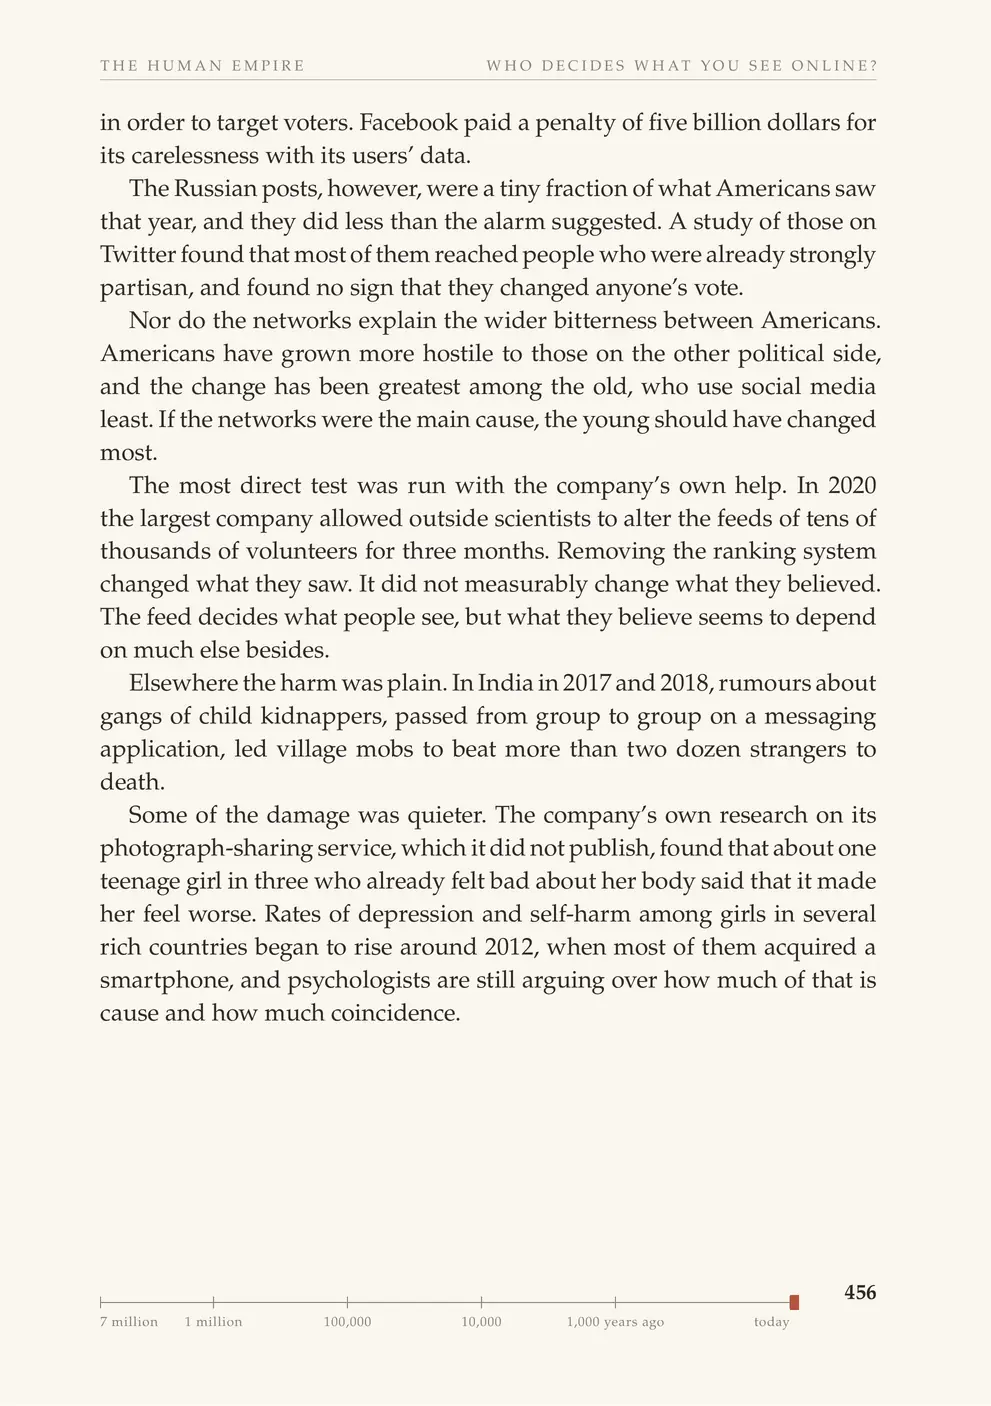 THE HUMAN EMPIRE
WHO DECIDES WHAT YOU SEE ONLINE?
in order to target voters. Facebook paid a penalty of five billion dollars for
its carelessness with its users’ data.
The Russian posts, however, were a tiny fraction of what Americans saw
that year, and they did less than the alarm suggested. A study of those on
Twitter found that most of them reached people who were already strongly
partisan, and found no sign that they changed anyone’s vote.
Nor do the networks explain the wider bitterness between Americans.
Americans have grown more hostile to those on the other political side,
and the change has been greatest among the old, who use social media
least. If the networks were the main cause, the young should have changed
most.
The most direct test was run with the company’s own help. In 2020
the largest company allowed outside scientists to alter the feeds of tens of
thousands of volunteers for three months. Removing the ranking system
changed what they saw. It did not measurably change what they believed.
The feed decides what people see, but what they believe seems to depend
on much else besides.
Elsewhere the harm was plain. In India in 2017 and 2018, rumours about
gangs of child kidnappers, passed from group to group on a messaging
application, led village mobs to beat more than two dozen strangers to
death.
Some of the damage was quieter. The company’s own research on its
photograph-sharing service, which it did not publish, found that about one
teenage girl in three who already felt bad about her body said that it made
her feel worse. Rates of depression and self-harm among girls in several
rich countries began to rise around 2012, when most of them acquired a
smartphone, and psychologists are still arguing over how much of that is
cause and how much coincidence.
456
7 million 1 million 100,000 10,000 1,000 years ago today